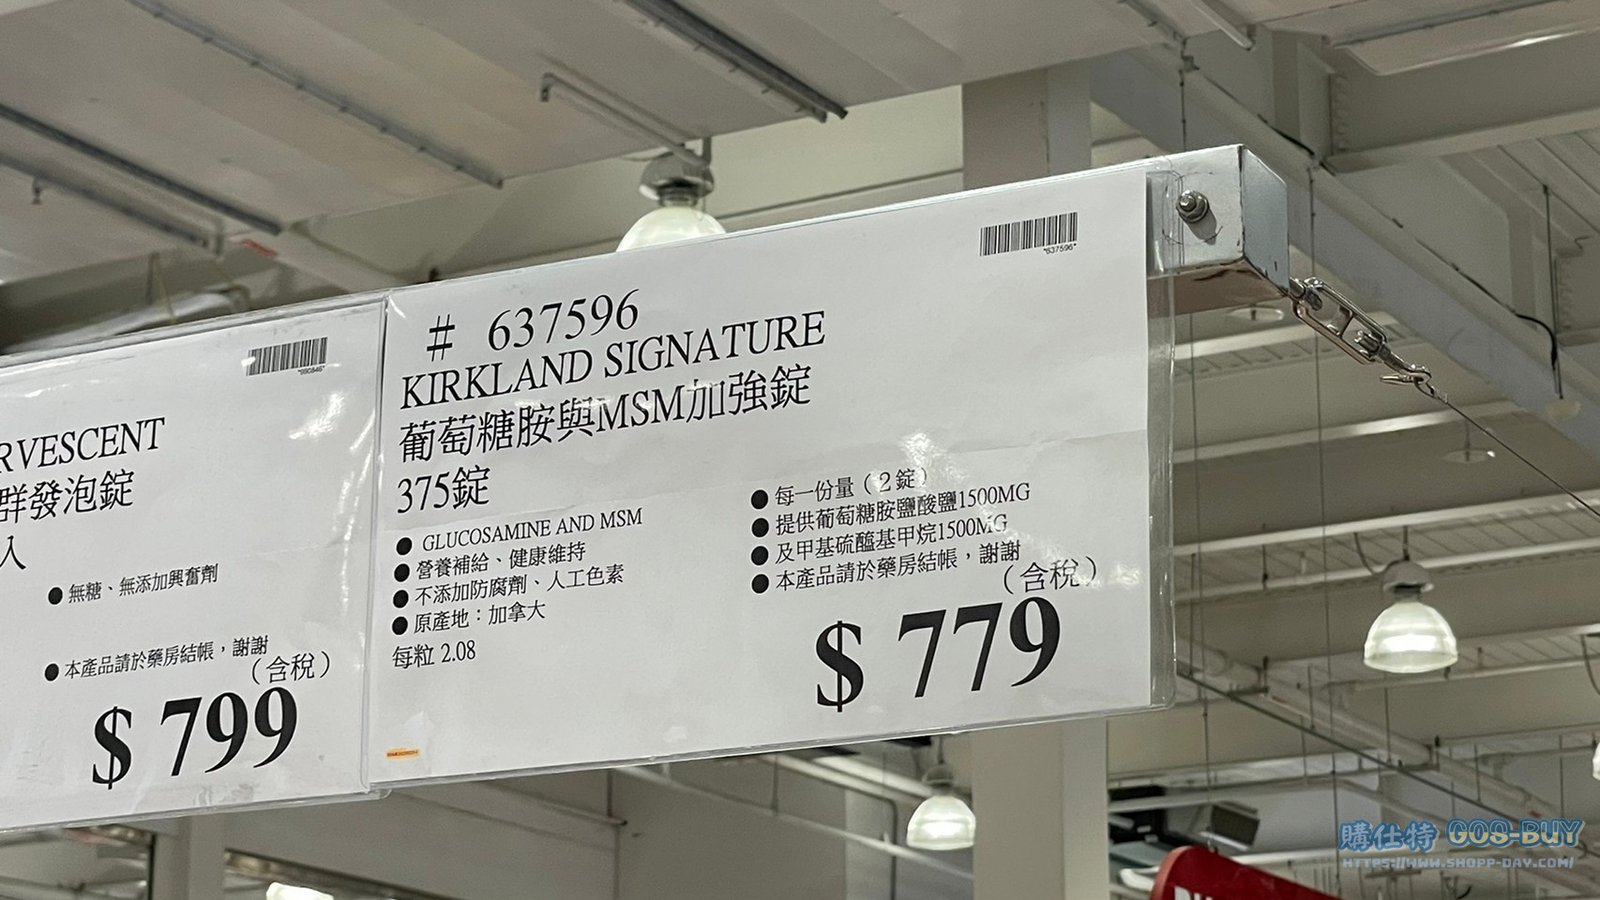 *990846*
RVESCENT
群發泡錠
入
● 無糖、無添加興奮劑
● 本產品請於藥房結帳，謝謝
(含稅)
$ 799
*637596*
# 637596
KIRKLAND SIGNATURE
葡萄糖胺與MSM加強錠
375錠
● GLUCOSAMINE AND MSM
● 營養補給、健康維持
● 不添加防腐劑、人工色素
● 原產地：加拿大
每粒 2.08
● 每一份量（２錠）
● 提供葡萄糖胺鹽酸鹽1500MG
● 及甲基硫醯基甲烷1500MG
● 本產品請於藥房結帳，謝謝
(含稅)
$ 779
購仕特 GOS-BUY
HTTPS://WWW.SHOPP-DAY.COM/